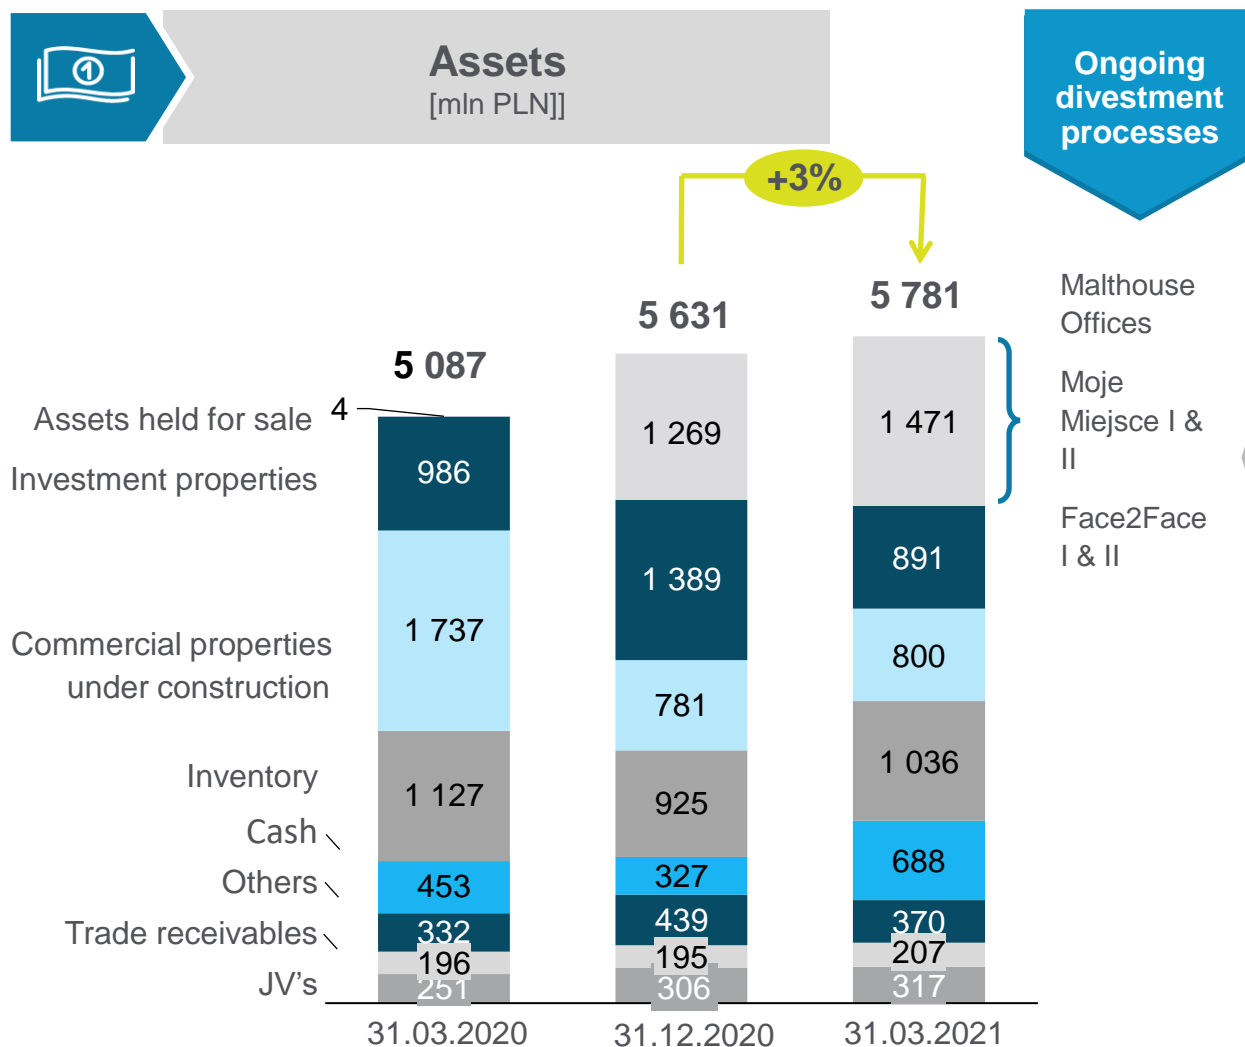 1
Assets
[mln PLN]]
Ongoing
divestment
processes
+3%
5 087
5 631
5 781
Malthouse
Offices
Moje
Miejsce I &
II
Face2Face
I & II
Assets held for sale
4
1 269
1 471
Investment properties
986
1 389
891
Commercial properties
under construction
1 737
781
800
Inventory
1 127
925
1 036
Cash
453
327
688
Others
332
439
370
Trade receivables
196
195
207
JV's
251
306
317
31.03.2020
31.12.2020
31.03.2021